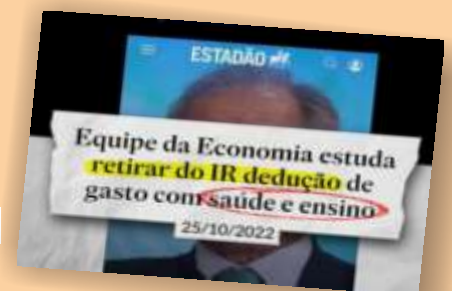 ESTADÃO
Equipe da Economia estuda
retirar do IR dedução de
gasto com saúde e ensino
25/10/2022